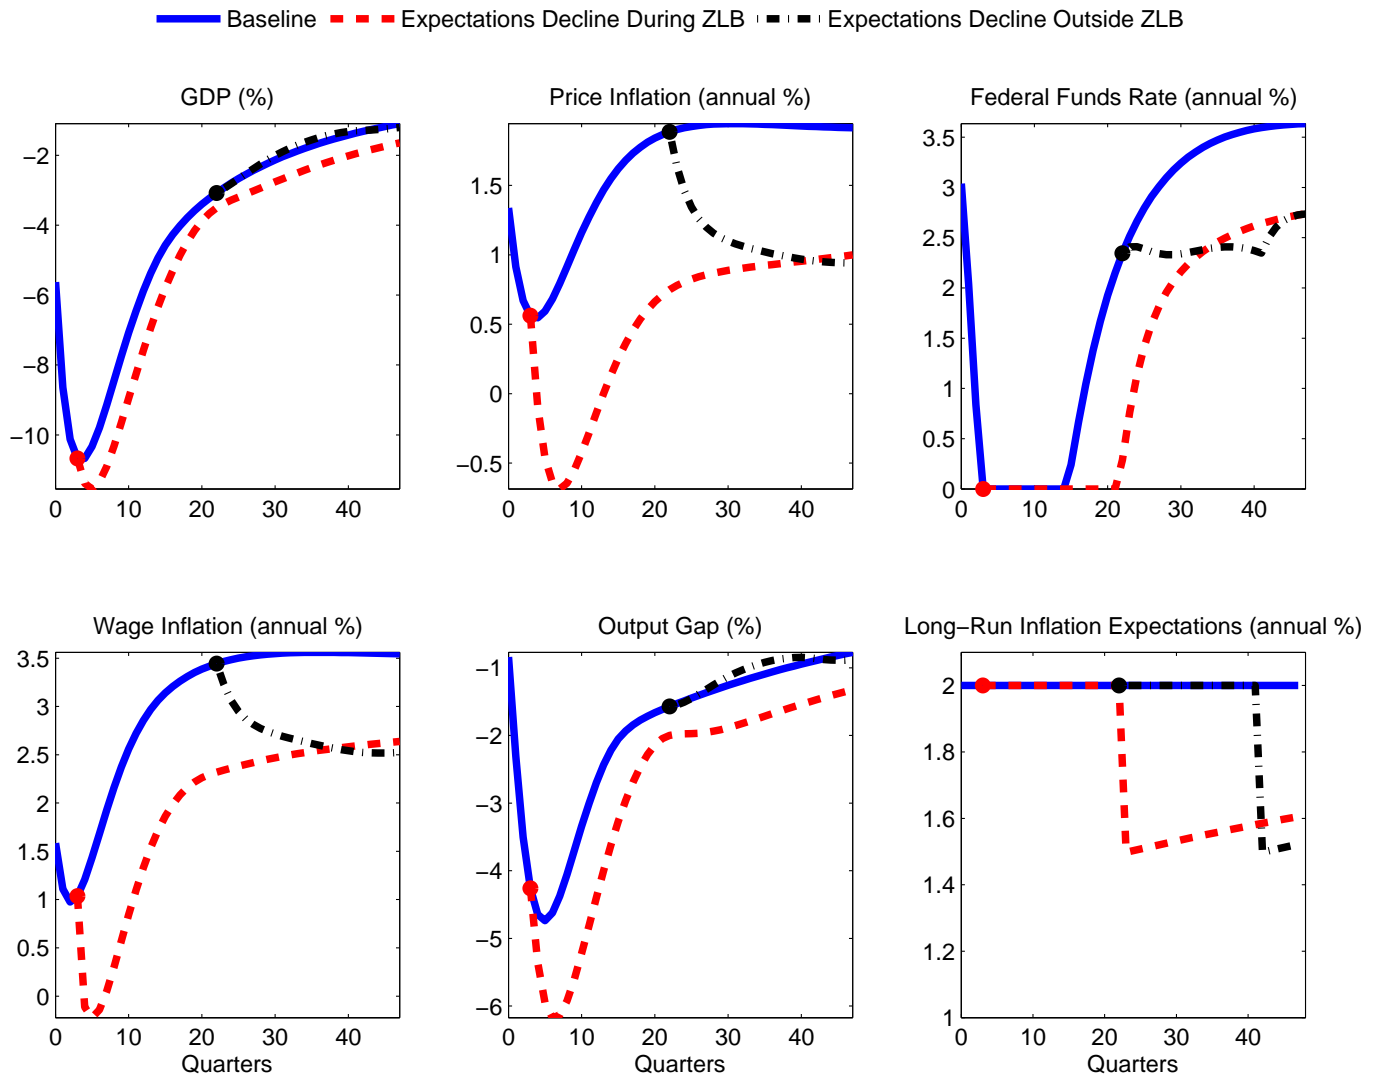 Baseline Expectations Decline During ZLB Expectations Decline Outside ZLB
GDP (%)
−2
−4
−6
−8
−10
0 10 20 30 40
Price Inflation (annual %)
1.5
1
0.5
0
−0.5
0 10 20 30 40
Federal Funds Rate (annual %)
3.5
3
2.5
2
1.5
1
0.5
0
0 10 20 30 40
Wage Inflation (annual %)
3.5
3
2.5
2
1.5
1
0.5
0
0 10 20 30 40
Quarters
Output Gap (%)
−1
−2
−3
−4
−5
−6
0 10 20 30 40
Long−Run Inflation Expectations (annual %)
2
1.8
1.6
1.4
1.2
1
0 10 20 30 40
Quarters